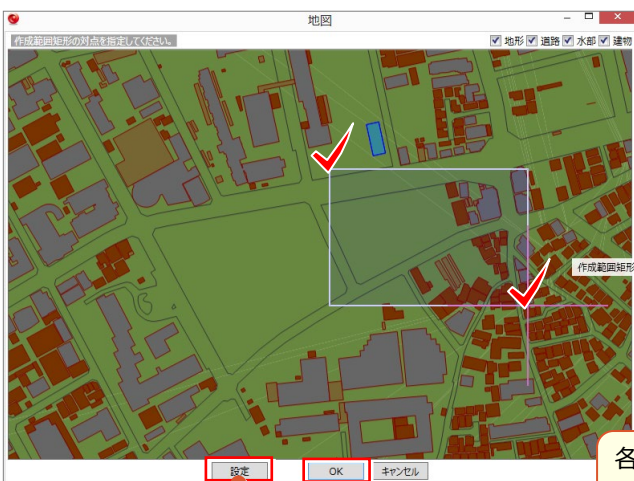 地図
作成範囲矩形の対点を指定してください。
地形 道路 水部 建物
作成範囲矩形
設定 OK キャンセル
各